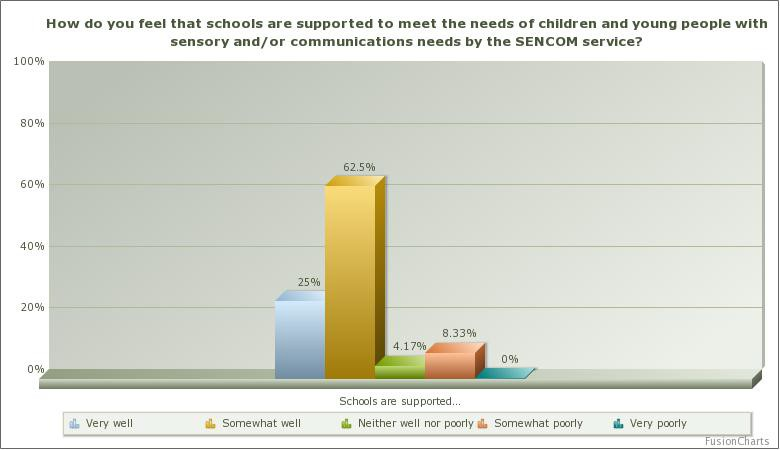 How do you feel that schools are supported to meet the needs of children and young people with
sensory and/or communications needs by the SENCOM service?
100%
80%
60%
40%
20%
0%
25%
62.5%
4.17%
8.33%
0%
Schools are supported...
Very well
Somewhat well
Neither well nor poorly
Somewhat poorly
Very poorly
FusionCharts